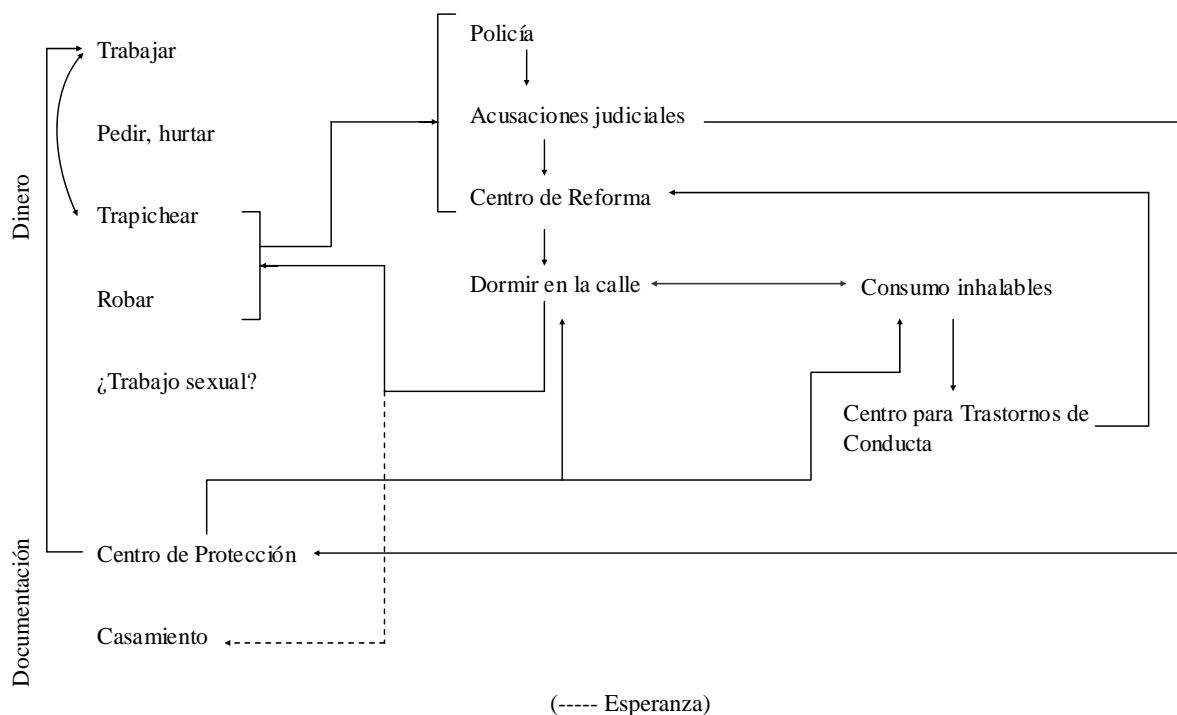 Dinero
Trabajar
Pedir, hurtar
Trapichear
Robar
¿Trabajo sexual?
Policía
Acusaciones judiciales
Centro de Reforma
Dormir en la calle
Consumo inhalables
Centro para Trastornos de
Conducta
Documentación
Centro de Protección
Casamiento
(----- Esperanza)